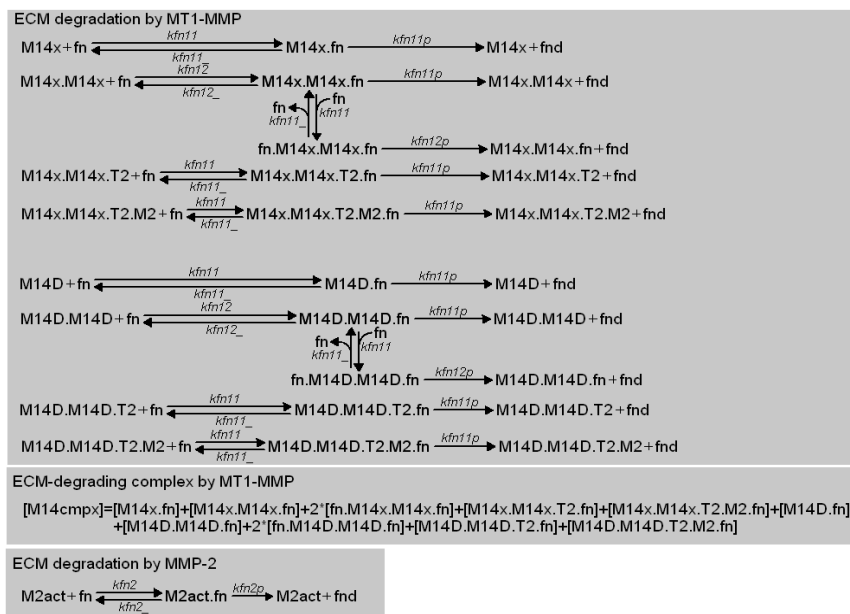 ECM degradation by MT1-MMP
kfn11
M14x+fn M14x.fn kfn11p M14x+fnd
kfn11_
kfn12
M14x.M14x+fn M14x.M14x.fn kfn11p M14x.M14x+fnd
kfn12_
fn fn
kfn11_ kfn11
fn.M14x.M14x.fn kfn12p M14x.M14x.fn+fnd
kfn11
M14x.M14x.T2+fn M14x.M14x.T2.fn kfn11p M14x.M14x.T2+fnd
kfn11_
kfn11
M14x.M14x.T2.M2+fn M14x.M14x.T2.M2.fn kfn11p M14x.M14x.T2.M2+fnd
kfn11_
kfn11
M14D+fn M14D.fn kfn11p M14D+fnd
kfn11_
kfn12
M14D.M14D+fn M14D.M14D.fn kfn11p M14D.M14D+fnd
kfn12_
fn fn
kfn11_ kfn11
fn.M14D.M14D.fn kfn12p M14D.M14D.fn+fnd
kfn11
M14D.M14D.T2+fn M14D.M14D.T2.fn kfn11p M14D.M14D.T2+fnd
kfn11_
kfn11
M14D.M14D.T2.M2+fn M14D.M14D.T2.M2.fn kfn11p M14D.M14D.T2.M2+fnd
kfn11_
ECM-degrading complex by MT1-MMP
[M14cmpx]=[M14x.fn]+[M14x.M14x.fn]+2*[fn.M14x.M14x.fn]+[M14x.M14x.T2.fn]+[M14x.M14x.T2.M2.fn]+[M14D.fn]
+[M14D.M14D.fn]+2*[fn.M14D.M14D.fn]+[M14D.M14D.T2.fn]+[M14D.M14D.T2.M2.fn]
ECM degradation by MMP-2
kfn2
M2act+fn M2act.fn kfn2p M2act+fnd
kfn2_